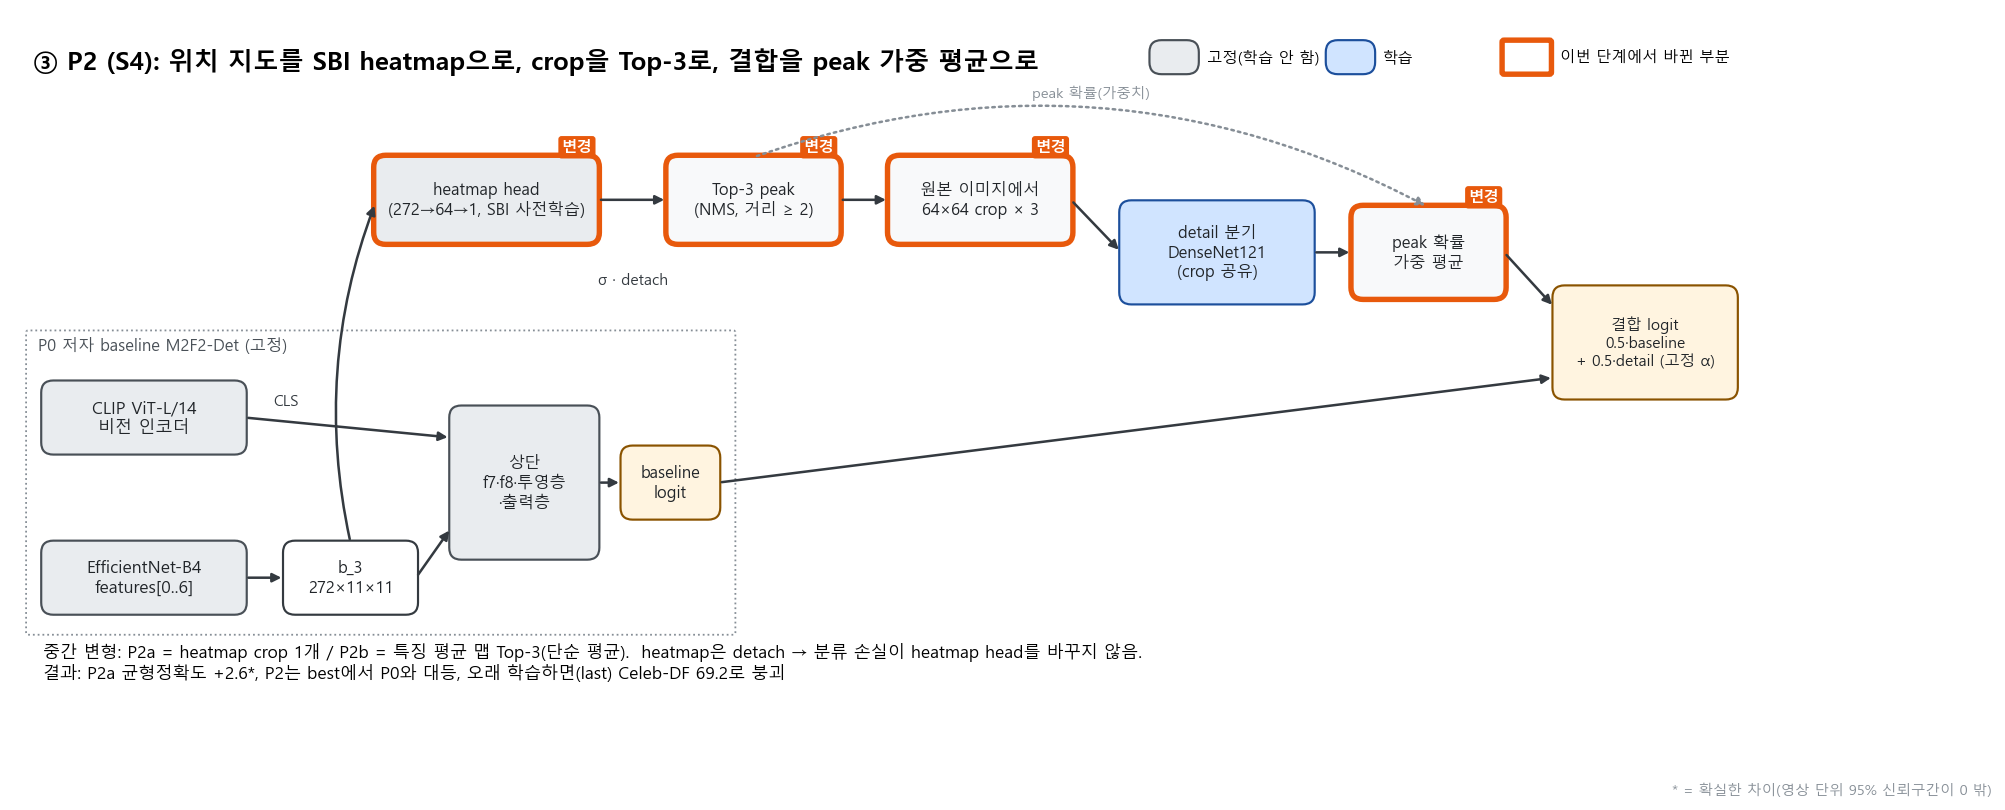 ③ P2 (S4): 위치 지도를 SBI heatmap으로, crop을 Top-3로, 결합을 peak 가중 평균으로
고정(학습 안 함)
학습
이번 단계에서 바뀐 부분
peak 확률(가중치)
변경
변경
변경
변경
heatmap head
(272→64→1, SBI 사전학습)
Top-3 peak
(NMS, 거리 ≥ 2)
원본 이미지에서
64×64 crop × 3
detail 분기
DenseNet121
(crop 공유)
peak 확률
가중 평균
σ · detach
결합 logit
0.5·baseline
+ 0.5·detail (고정 α)
P0 저자 baseline M2F2-Det (고정)
CLIP ViT-L/14
비전 인코더
CLS
상단
f7·f8·투영층
·출력층
baseline
logit
EfficientNet-B4
features[0..6]
b_3
272×11×11
중간 변형: P2a = heatmap crop 1개 / P2b = 특징 평균 맵 Top-3(단순 평균).  heatmap은 detach → 분류 손실이 heatmap head를 바꾸지 않음.
결과: P2a 균형정확도 +2.6*, P2는 best에서 P0와 대등, 오래 학습하면(last) Celeb-DF 69.2로 붕괴
* = 확실한 차이(영상 단위 95% 신뢰구간이 0 밖)